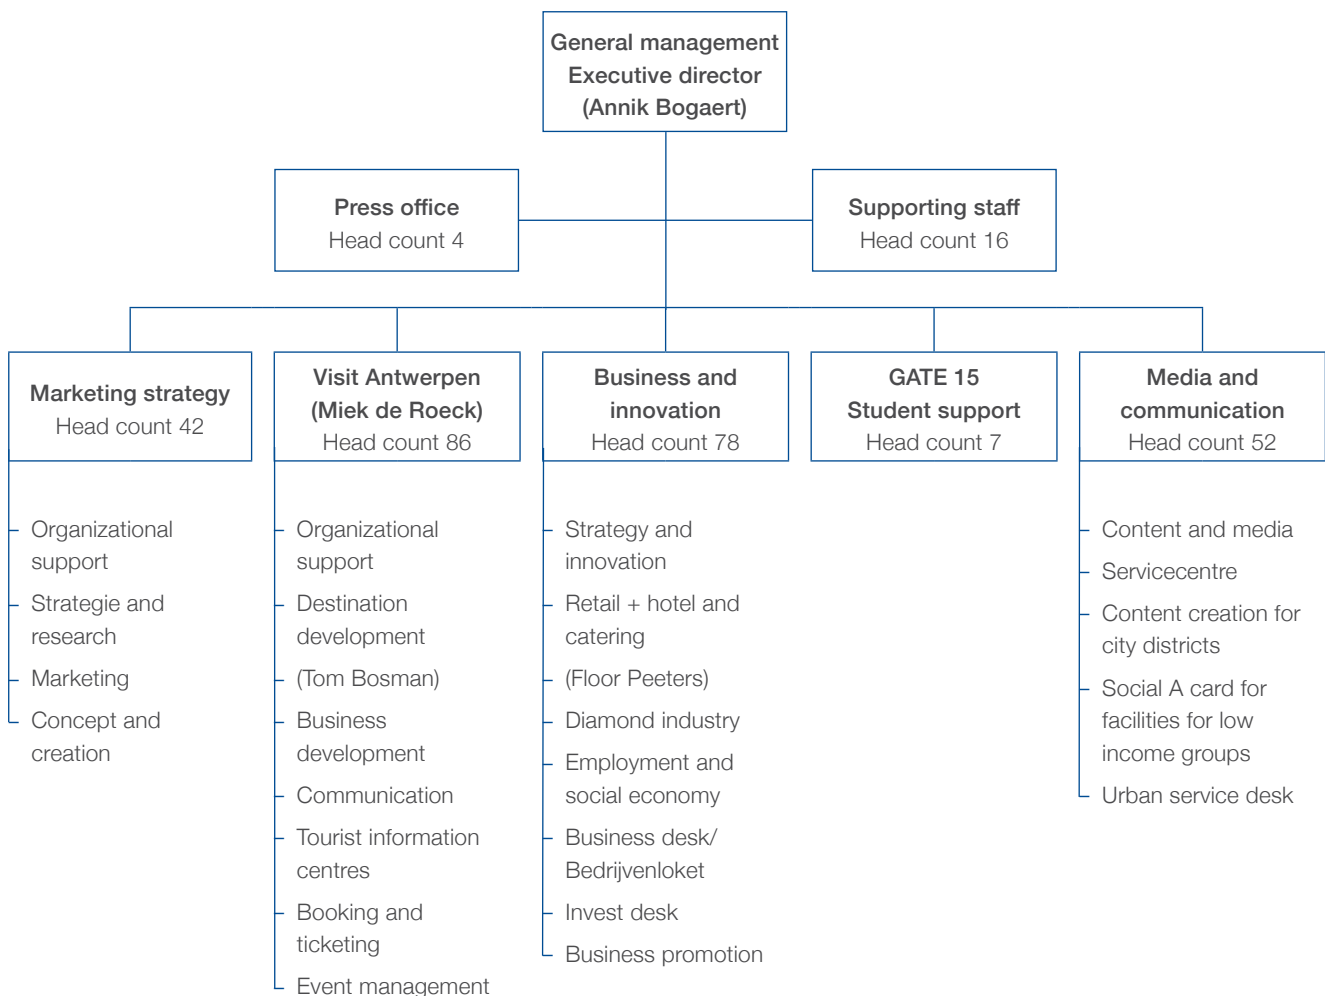 General management
Executive director
(Annik Bogaert)
Press office
Head count 4
Supporting staff
Head count 16
Marketing strategy
Head count 42
Visit Antwerpen
(Miek de Roeck)
Head count 86
Business and
innovation
Head count 78
GATE 15
Student support
Head count 7
Media and
communication
Head count 52
Organizational
support
Strategie and
research
Marketing
Concept and
creation
Organizational
support
Destination
development
(Tom Bosman)
Business
development
Communication
Tourist information
centres
Booking and
ticketing
Event management
Strategy and
innovation
Retail + hotel and
catering
(Floor Peeters)
Diamond industry
Employment and
social economy
Business desk/
Bedrijvenloket
Invest desk
Business promotion
Content and media
Servicecentre
Content creation for
city districts
Social A card for
facilities for low
income groups
Urban service desk